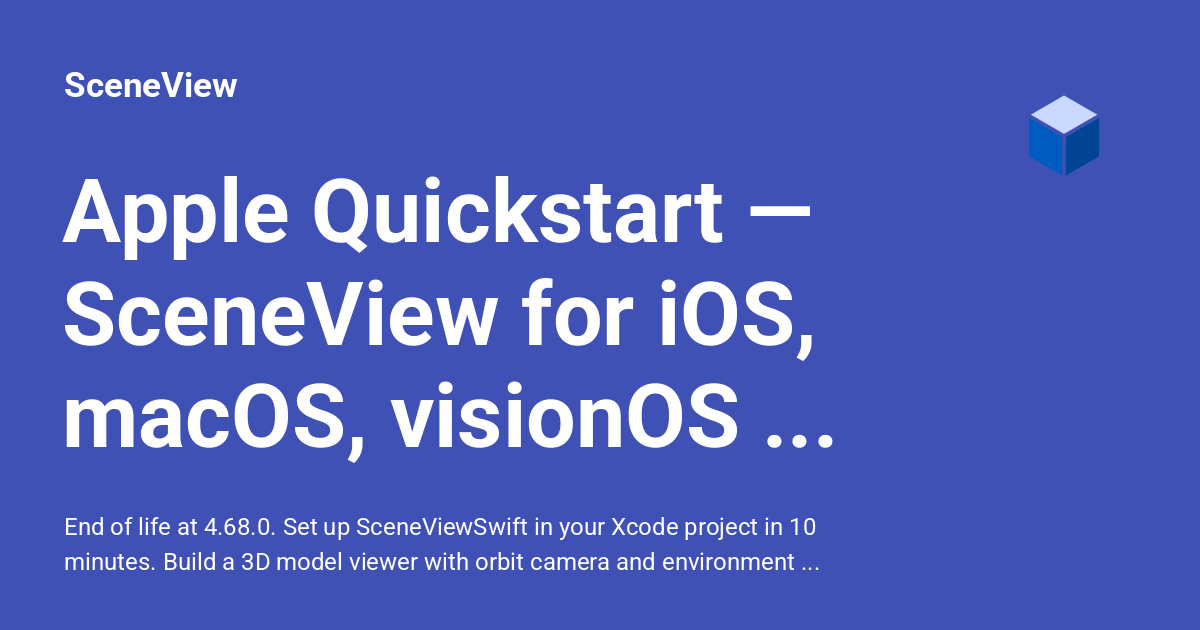 SceneView
Apple Quickstart —
SceneView for iOS,
macOS, visionOS ...
End of life at 4.68.0. Set up SceneViewSwift in your Xcode project in 10
minutes. Build a 3D model viewer with orbit camera and environment ...